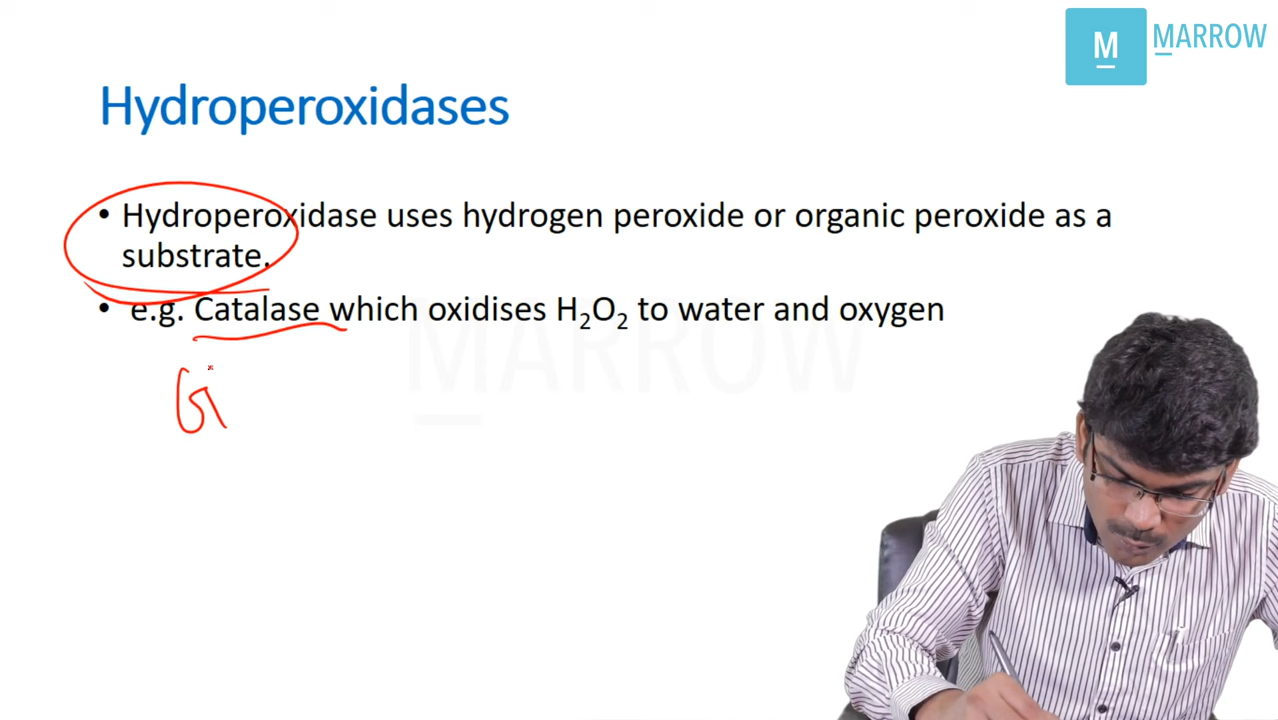 M MARROW
Hydroperoxidases
• Hydroperoxidase uses hydrogen peroxide or organic peroxide as a
substrate.
• e.g. Catalase which oxidises H₂O₂ to water and oxygen
MARROW